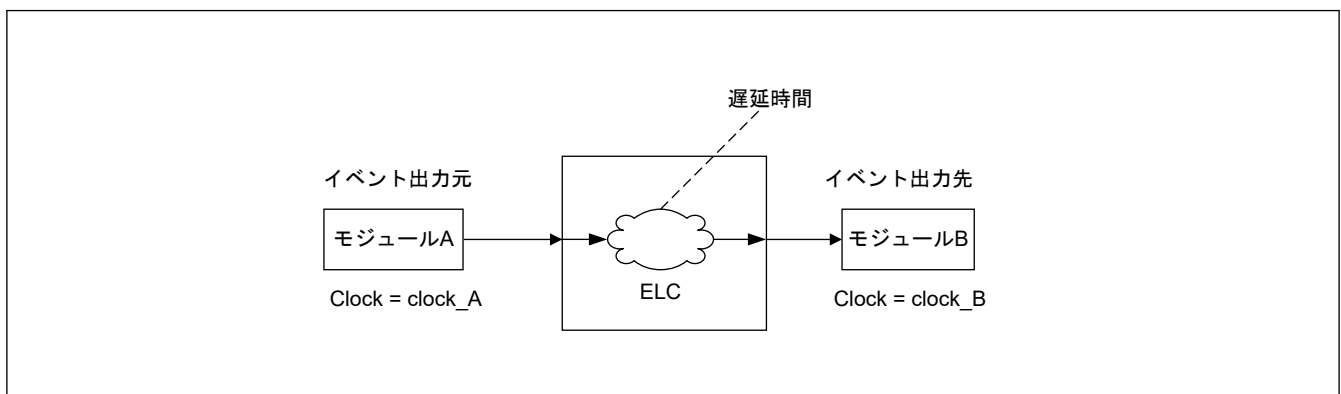 遅延時間
イベント出力元
イベント出力先
モジュールA
モジュールB
ELC
Clock = clock_A
Clock = clock_B